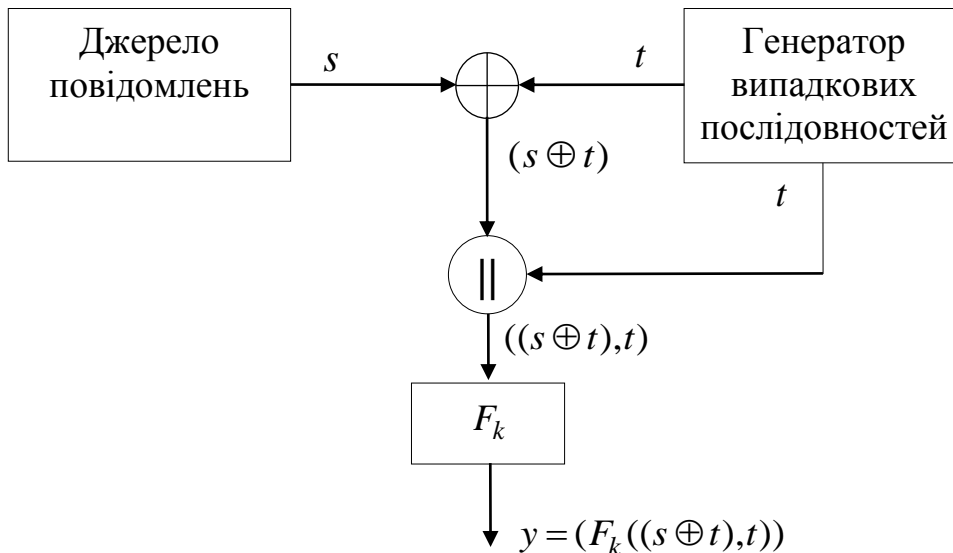 Джерело
повідомлень
s
t
Генератор
випадкових
послідовностей
(s ⊕ t)
t
||
((s ⊕ t),t)
F_k
y = (F_k((s ⊕ t),t))